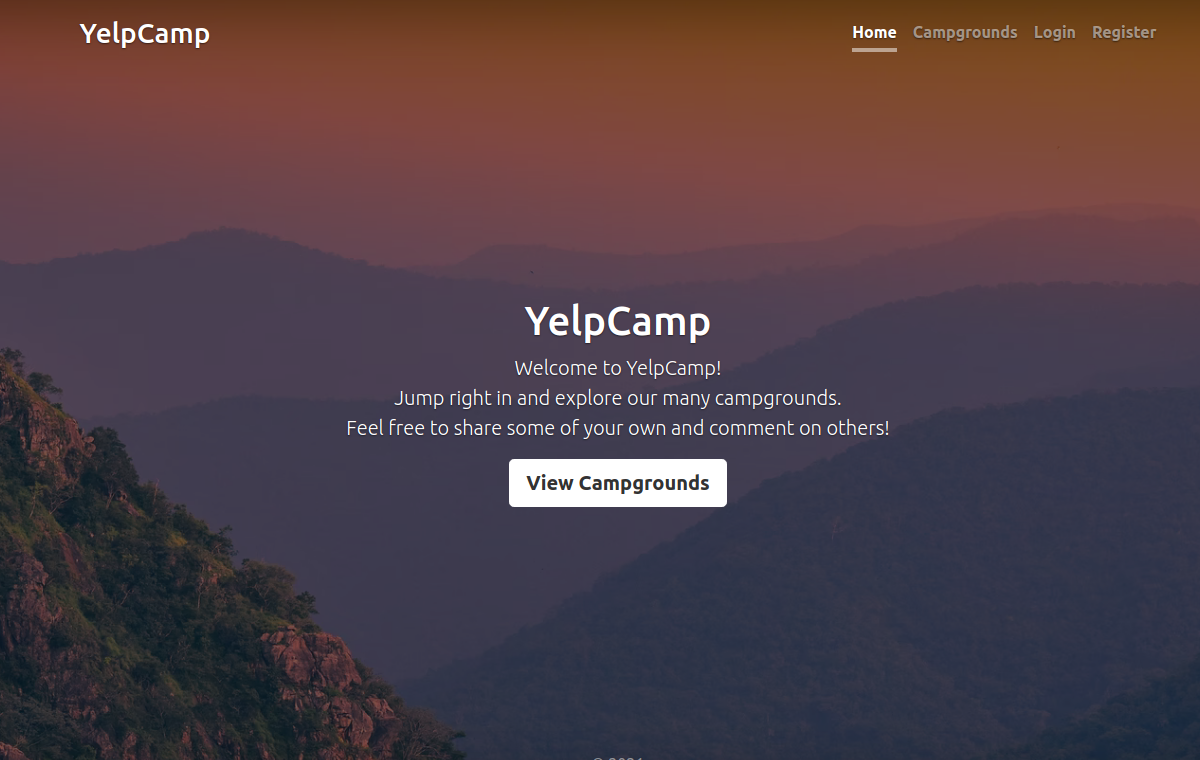 YelpCamp
Home Campgrounds Login Register
YelpCamp
Welcome to YelpCamp!
Jump right in and explore our many campgrounds.
Feel free to share some of your own and comment on others!
View Campgrounds